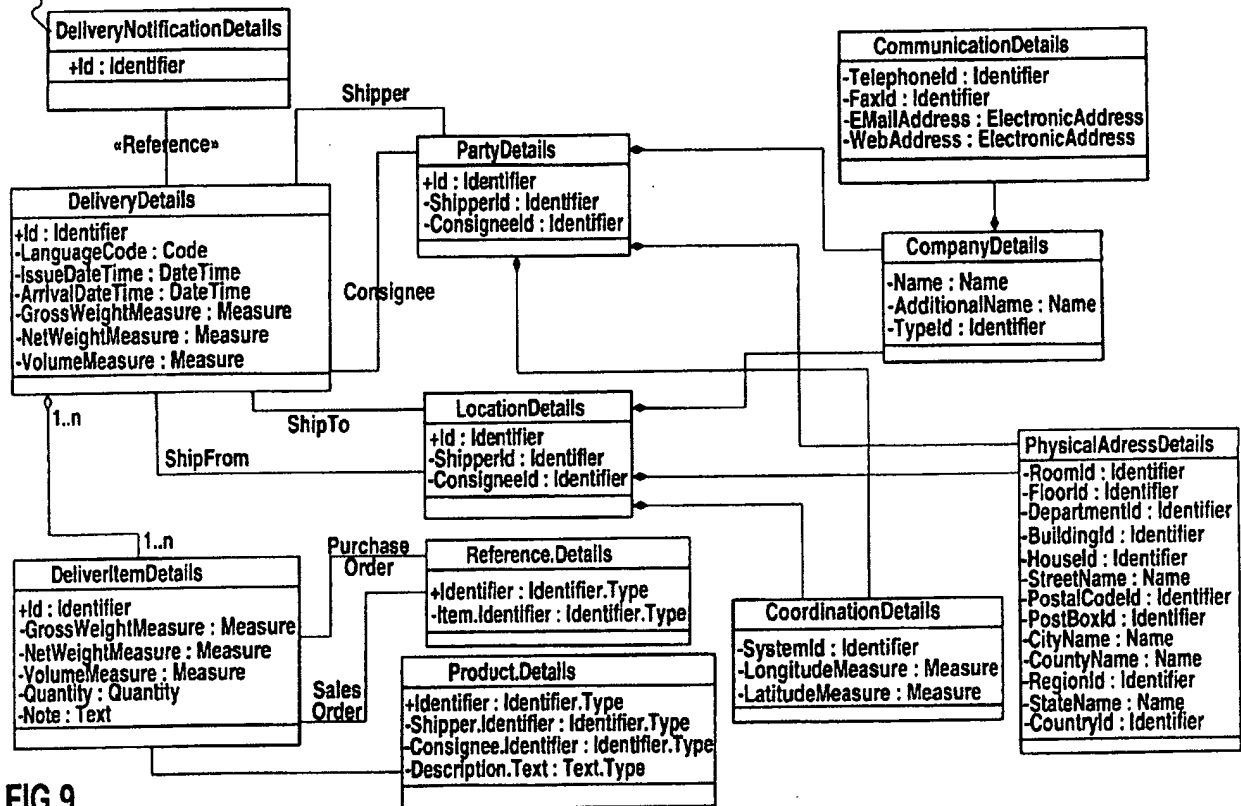 DeliveryNotificationDetails
+Id : Identifier
«Reference»
Shipper
DeliveryDetails
+Id : Identifier
-LanguageCode : Code
-IssueDateTime : DateTime
-ArrivalDateTime : DateTime
-GrossWeightMeasure : Measure
-NetWeightMeasure : Measure
-VolumeMeasure : Measure
Consignee
PartyDetails
+Id : Identifier
-ShipperId : Identifier
-ConsigneeId : Identifier
CommunicationDetails
-TelephoneId : Identifier
-FaxId : Identifier
-EMailAddress : ElectronicAddress
-WebAddress : ElectronicAddress
CompanyDetails
-Name : Name
-AdditionalName : Name
-TypeId : Identifier
1..n
ShipTo
ShipFrom
LocationDetails
+Id : Identifier
-ShipperId : Identifier
-ConsigneeId : Identifier
PhysicalAdressDetails
-RoomId : Identifier
-FloorId : Identifier
-DepartmentId : Identifier
-BuildingId : Identifier
-HouseId : Identifier
-StreetName : Name
-PostalCodeId : Identifier
-PostBoxId : Identifier
-CityName : Name
-CountyName : Name
-RegionId : Identifier
-StateName : Name
-CountryId : Identifier
1..n
DeliverItemDetails
+Id : Identifier
-GrossWeightMeasure : Measure
-NetWeightMeasure : Measure
-VolumeMeasure : Measure
-Quantity : Quantity
-Note : Text
Purchase
Order
Sales
Order
Reference.Details
+Identifier : Identifier.Type
-Item.Identifier : Identifier.Type
Product.Details
+Identifier : Identifier.Type
-Shipper.Identifier : Identifier.Type
-Consignee.Identifier : Identifier.Type
-Description.Text : Text.Type
CoordinationDetails
-SystemId : Identifier
-LongitudeMeasure : Measure
-LatitudeMeasure : Measure
FIG 9